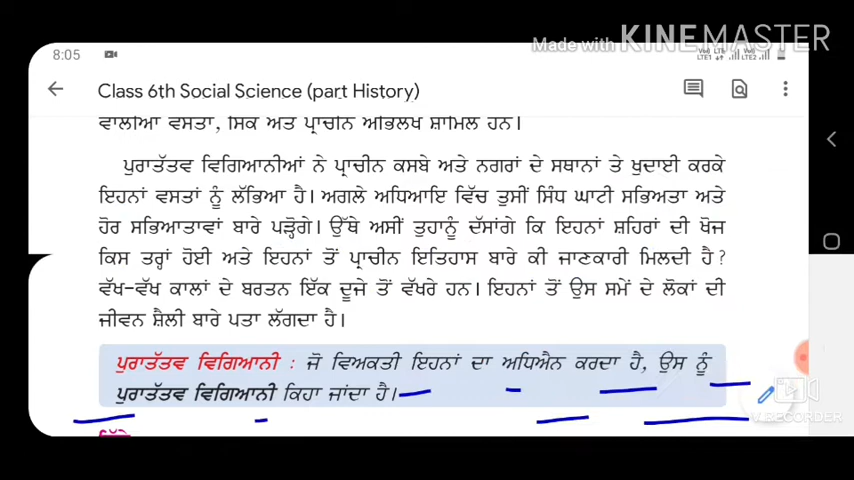 Made with KINEMASTER
8:05
Class 6th Social Science (part History)
ਵਾਲੀਆਂ ਵਸਤਾਂ, ਸਿੱਕੇ ਅਤੇ ਪ੍ਰਾਚੀਨ ਅਭਿਲੇਖ ਸ਼ਾਮਿਲ ਹਨ।
ਪੁਰਾਤੱਤਵ ਵਿਗਿਆਨੀਆਂ ਨੇ ਪ੍ਰਾਚੀਨ ਕਸਬੇ ਅਤੇ ਨਗਰਾਂ ਦੇ ਸਥਾਨਾਂ ਤੇ ਖੁਦਾਈ ਕਰਕੇ
ਇਹਨਾਂ ਵਸਤਾਂ ਨੂੰ ਲੱਭਿਆ ਹੈ। ਅਗਲੇ ਅਧਿਆਇ ਵਿੱਚ ਤੁਸੀਂ ਸਿੰਧ ਘਾਟੀ ਸਭਿਅਤਾ ਅਤੇ
ਹੋਰ ਸਭਿਆਤਾਵਾਂ ਬਾਰੇ ਪੜ੍ਹੋਗੇ। ਉੱਥੇ ਅਸੀਂ ਤੁਹਾਨੂੰ ਦੱਸਾਂਗੇ ਕਿ ਇਹਨਾਂ ਸ਼ਹਿਰਾਂ ਦੀ ਖੋਜ
ਕਿਸ ਤਰ੍ਹਾਂ ਹੋਈ ਅਤੇ ਇਹਨਾਂ ਤੋਂ ਪ੍ਰਾਚੀਨ ਇਤਿਹਾਸ ਬਾਰੇ ਕੀ ਜਾਣਕਾਰੀ ਮਿਲਦੀ ਹੈ ?
ਵੱਖ-ਵੱਖ ਕਾਲਾਂ ਦੇ ਬਰਤਨ ਇੱਕ ਦੂਜੇ ਤੋਂ ਵੱਖਰੇ ਹਨ। ਇਹਨਾਂ ਤੋਂ ਉਸ ਸਮੇਂ ਦੇ ਲੋਕਾਂ ਦੀ
ਜੀਵਨ ਸ਼ੈਲੀ ਬਾਰੇ ਪਤਾ ਲੱਗਦਾ ਹੈ।
ਪੁਰਾਤੱਤਵ ਵਿਗਿਆਨੀ : ਜੋ ਵਿਅਕਤੀ ਇਹਨਾਂ ਦਾ ਅਧਿਐਨ ਕਰਦਾ ਹੈ, ਉਸ ਨੂੰ
ਪੁਰਾਤੱਤਵ ਵਿਗਿਆਨੀ ਕਿਹਾ ਜਾਂਦਾ ਹੈ।
V RECORDER